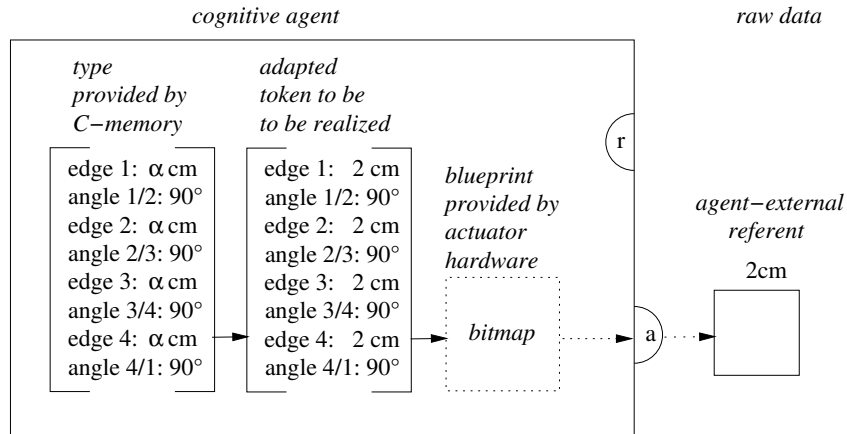 cognitive agent
raw data
type
provided by
C−memory
adapted
token to be
to be realized
edge 1: α cm
angle 1/2: 90°
edge 2: α cm
angle 2/3: 90°
edge 3: α cm
angle 3/4: 90°
edge 4: α cm
angle 4/1: 90°
edge 1: 2 cm
angle 1/2: 90°
edge 2: 2 cm
angle 2/3: 90°
edge 3: 2 cm
angle 3/4: 90°
edge 4: 2 cm
angle 4/1: 90°
blueprint
provided by
actuator
hardware
bitmap
r
a
agent−external
referent
2cm